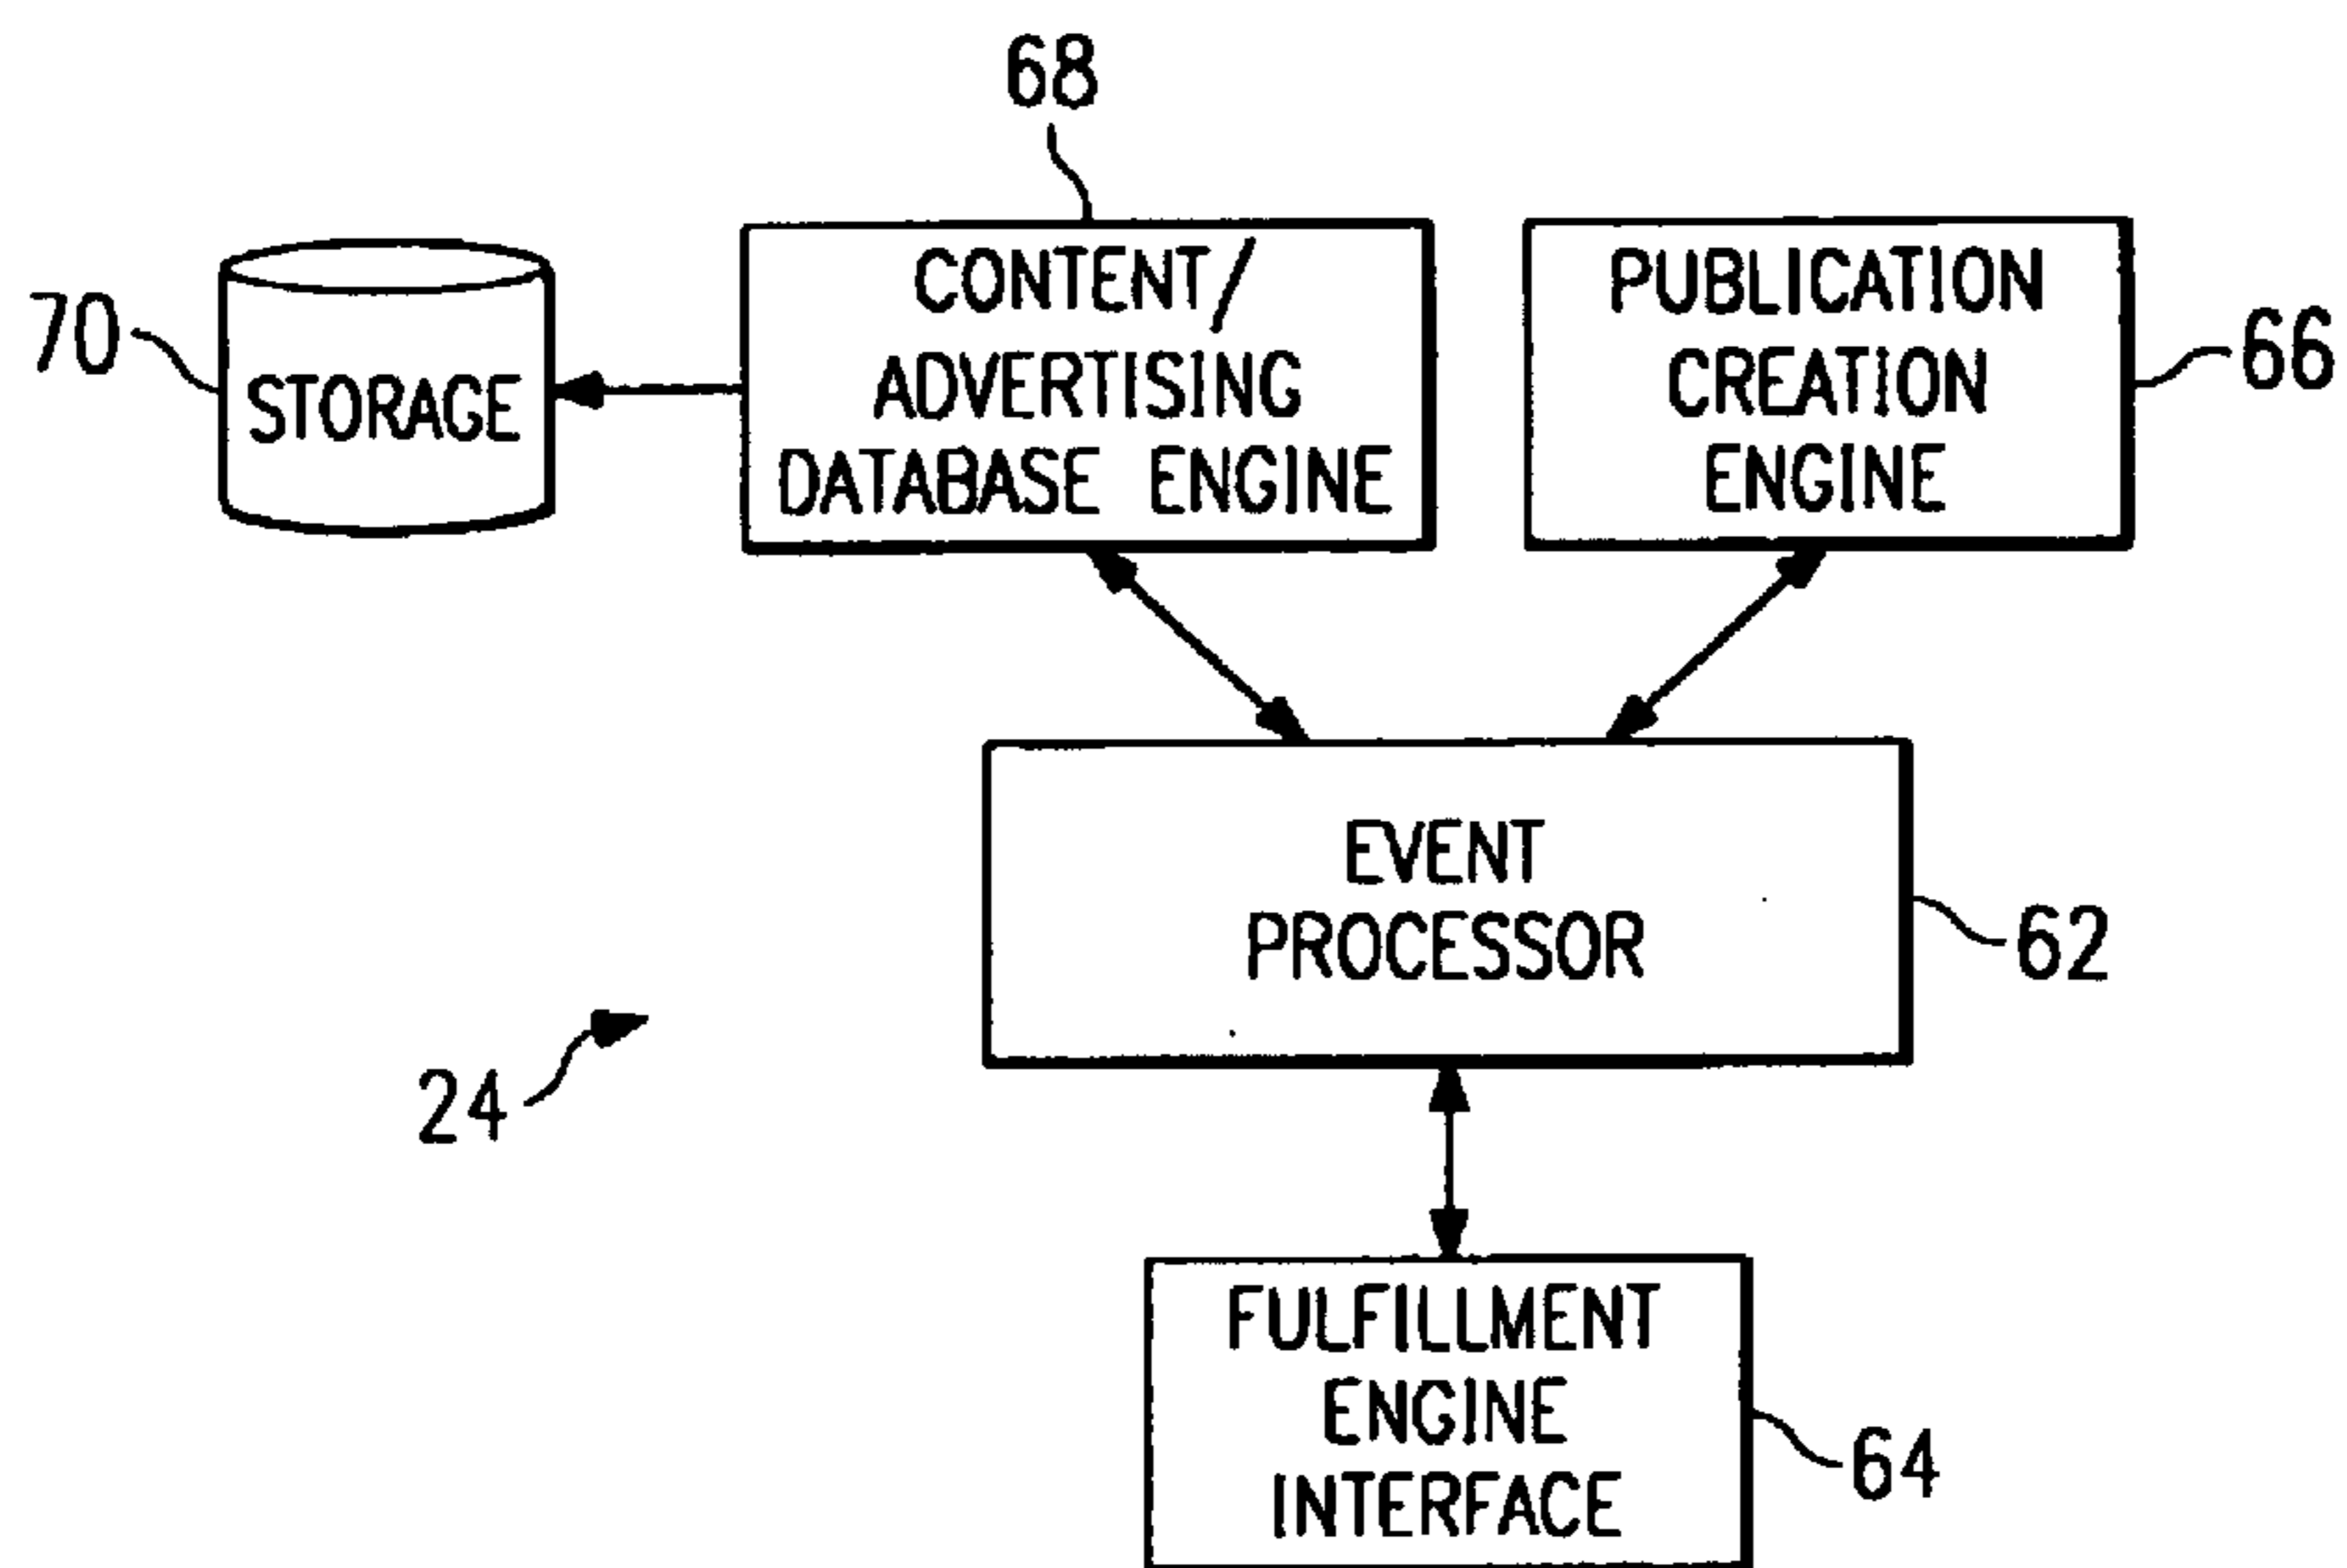 68
CONTENT/
ADVERTISING
DATABASE ENGINE
PUBLICATION
CREATION
ENGINE
66
70
STORAGE
EVENT
PROCESSOR
62
24
FULFILLMENT
ENGINE
INTERFACE
64